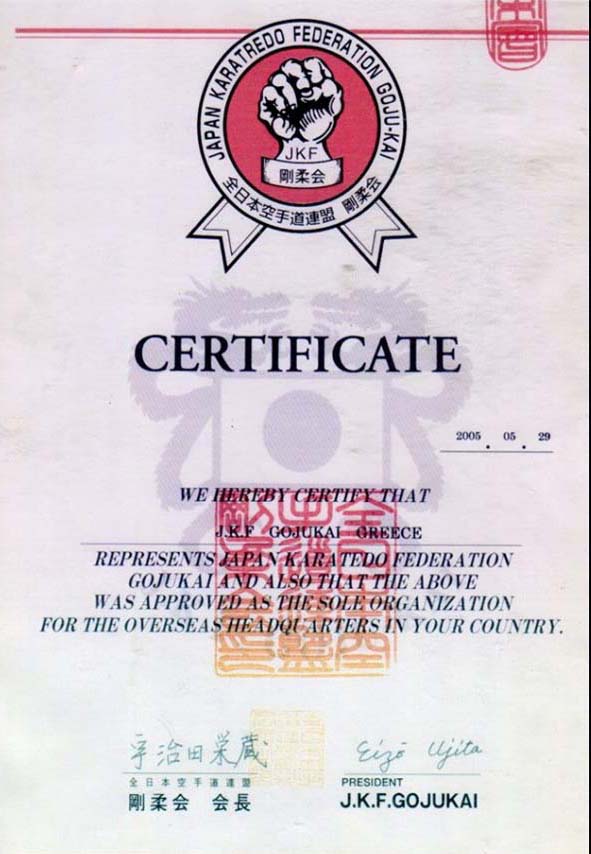 JAPAN KARATREDO FEDERATION GOJU-KAI
JKF
剛柔会
全日本空手道連盟 剛柔会
CERTIFICATE
2005 . 05 . 29
WE HEREBY CERTIFY THAT
J.K.F GOJUKAI GREECE
REPRESENTS JAPAN KARATEDO FEDERATION
GOJUKAI AND ALSO THAT THE ABOVE
WAS APPROVED AS THE SOLE ORGANIZATION
FOR THE OVERSEAS HEADQUARTERS IN YOUR COUNTRY.
宇治田栄蔵
全日本空手道連盟
剛柔会 会長
Eizō Ujita
PRESIDENT
J.K.F.GOJUKAI